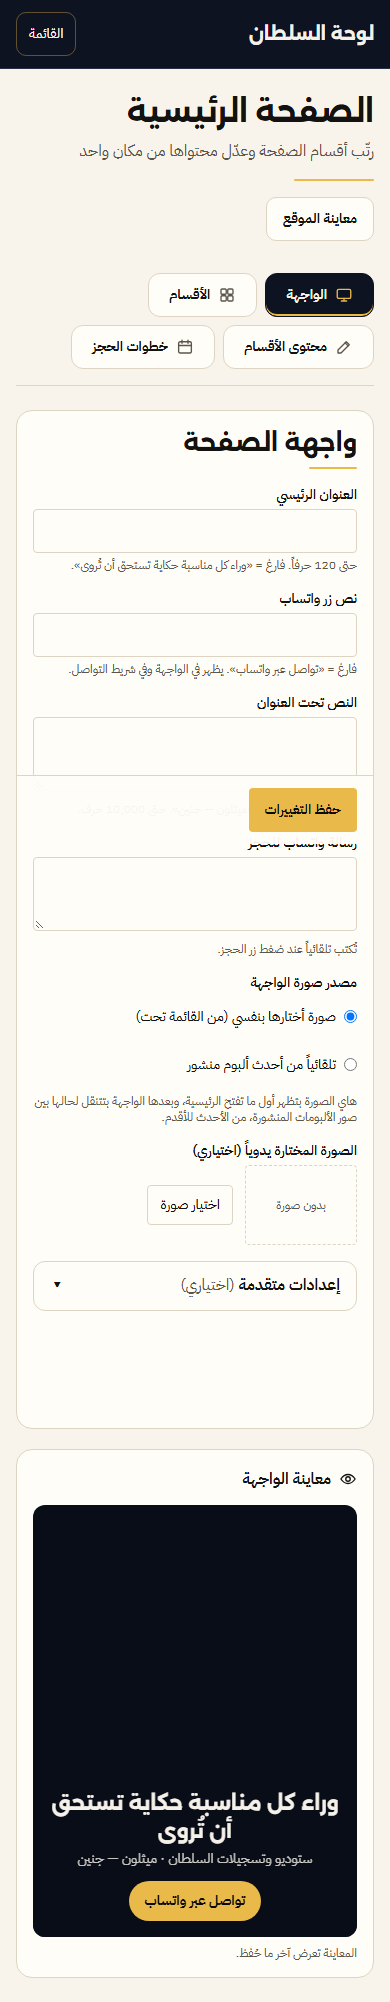 لوحة السلطان
القائمة
الصفحة الرئيسية
رتّب أقسام الصفحة وعدّل محتواها من مكان واحد
معاينة الموقع
الواجهة
الأقسام
محتوى الأقسام
خطوات الحجز
واجهة الصفحة
العنوان الرئيسي
حتى 120 حرفاً. فارغ = «وراء كل مناسبة حكاية تستحق أن تُروى».
نص زر واتساب
فارغ = «تواصل عبر واتساب». يظهر في الواجهة وفي شريط التواصل.
النص تحت العنوان
حفظ التغييرات
رسالة واتساب للحجز
تُكتب تلقائياً عند ضغط زر الحجز.
مصدر صورة الواجهة
صورة أختارها بنفسي (من القائمة تحت)
تلقائياً من أحدث ألبوم منشور
هاي الصورة بتظهر أول ما تفتح الرئيسية، وبعدها الواجهة بتتنقل لحالها بين
صور الألبومات المنشورة، من الأحدث للأقدم.
الصورة المختارة يدوياً (اختياري)
بدون صورة
اختيار صورة
إعدادات متقدمة (اختياري)
معاينة الواجهة
وراء كل مناسبة حكاية تستحق
أن تُروى
ستوديو وتسجيلات السلطان · ميثلون — جنين
تواصل عبر واتساب
المعاينة تعرض آخر ما حُفظ.